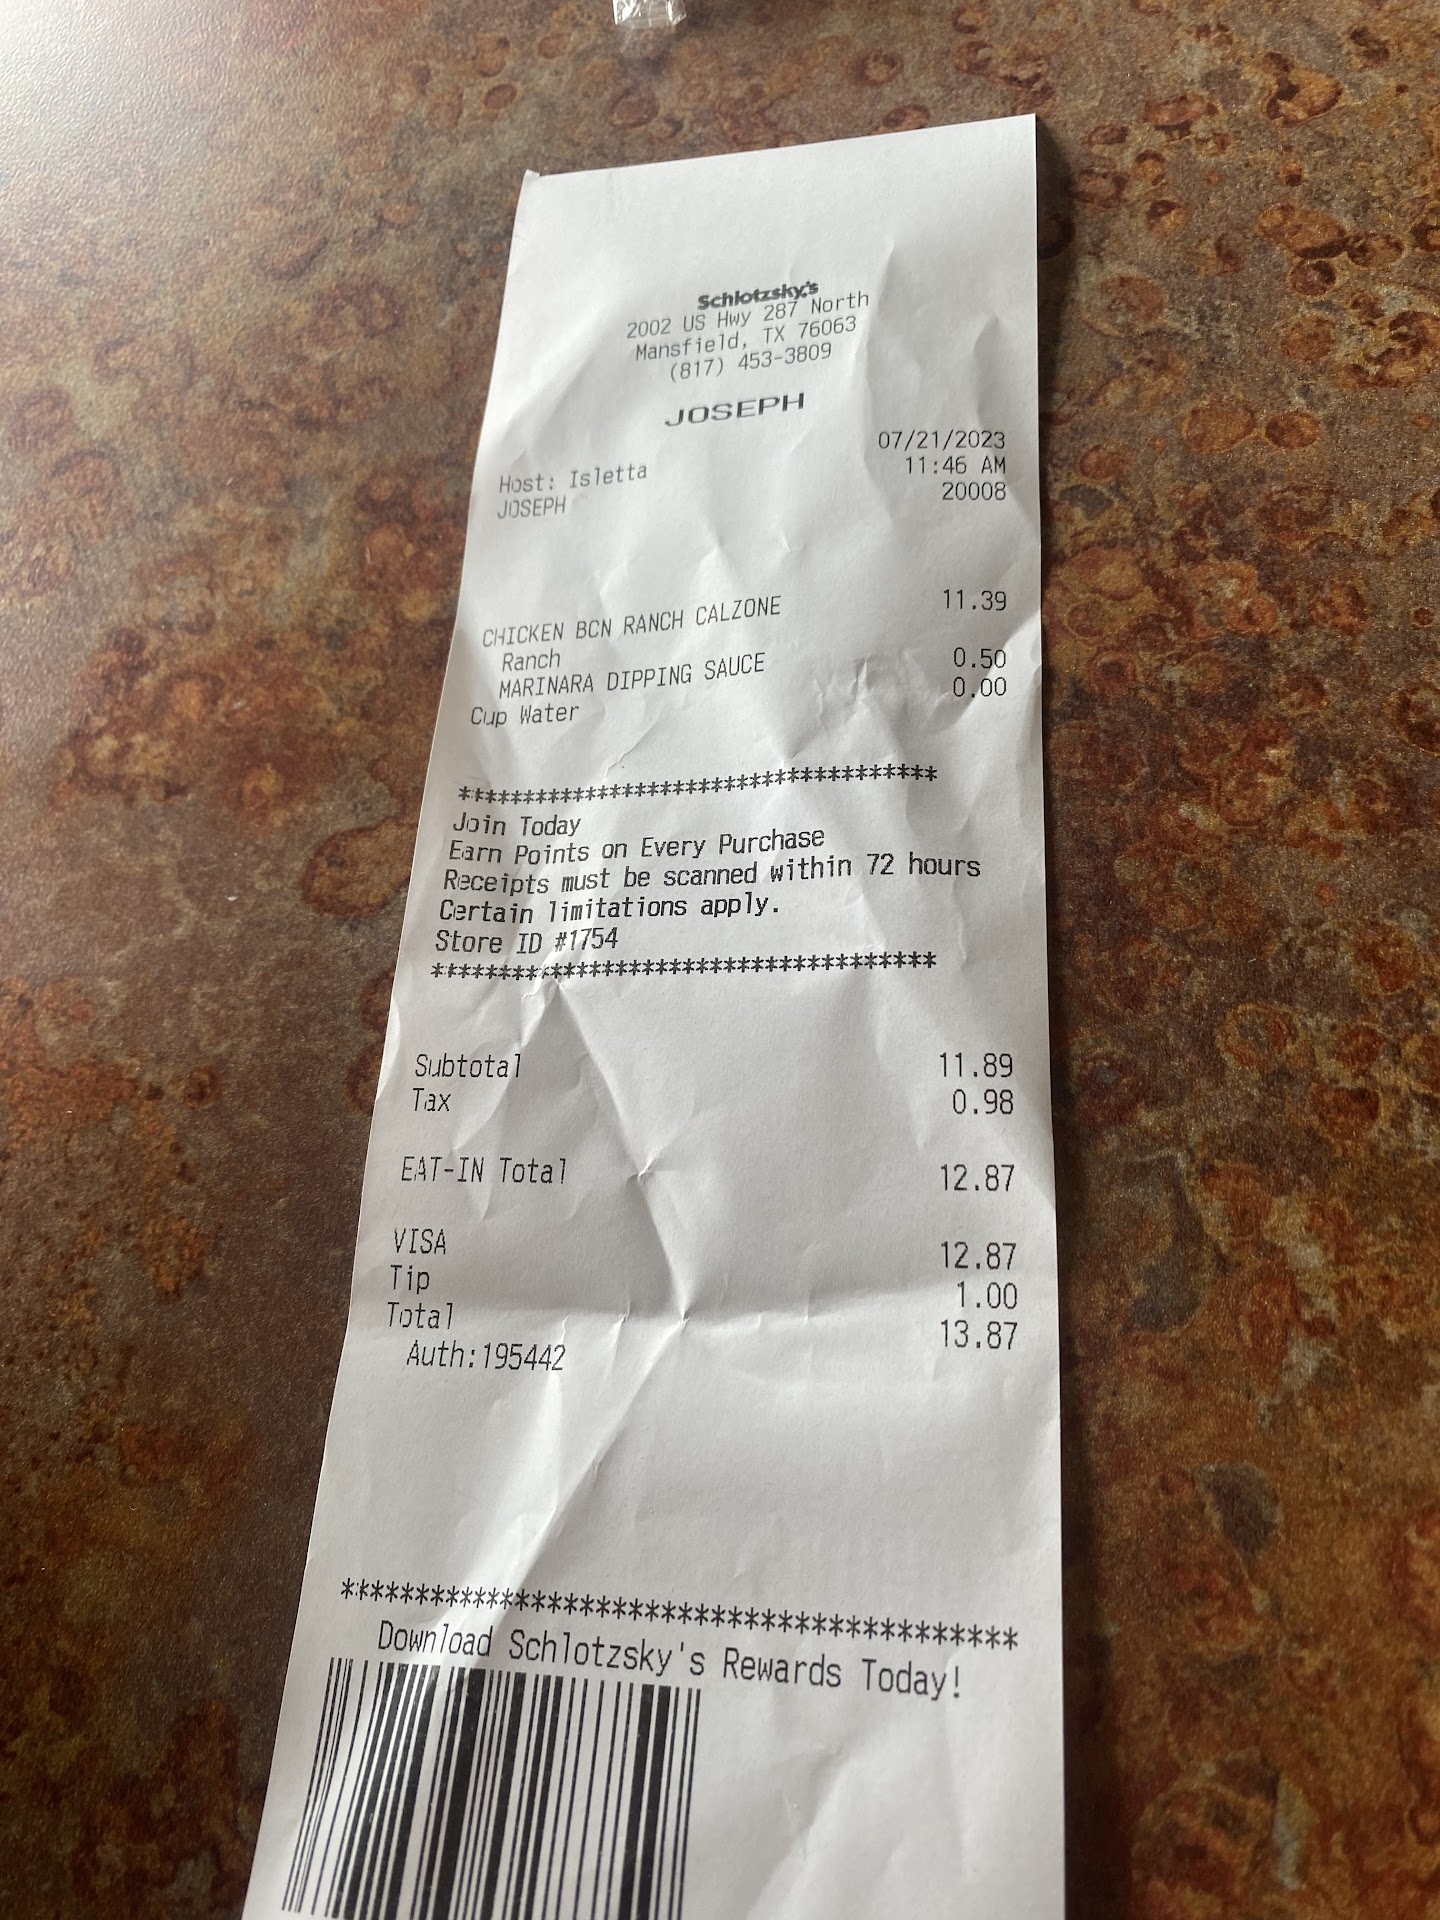 Schlotzsky's
2002 US Hwy 287 North
Mansfield, TX 76063
(817) 453-3809
JOSEPH
07/21/2023
Host: Isletta 11:46 AM
JOSEPH 20008
CHICKEN BCN RANCH CALZONE 11.39
Ranch
MARINARA DIPPING SAUCE 0.50
Cup Water 0.00
*************************************
Join Today
Earn Points on Every Purchase
Receipts must be scanned within 72 hours
Certain limitations apply.
Store ID #1754
*************************************
Subtotal 11.89
Tax 0.98
EAT-IN Total 12.87
VISA 12.87
Tip 1.00
Total 13.87
Auth:195442
*******************************************
Download Schlotzsky's Rewards Today!